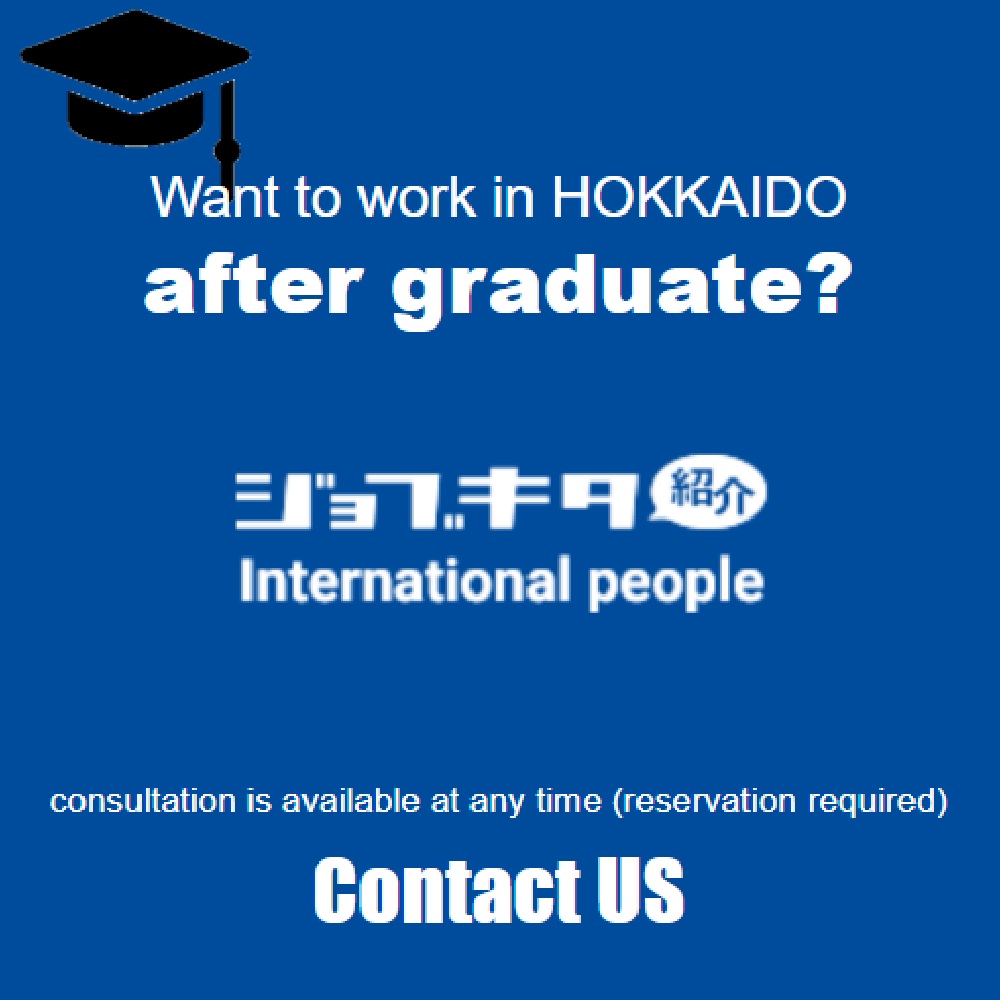 Want to work in HOKKAIDO
after graduate?
ジョブキタ 紹介
International people
consultation is available at any time (reservation required)
Contact US